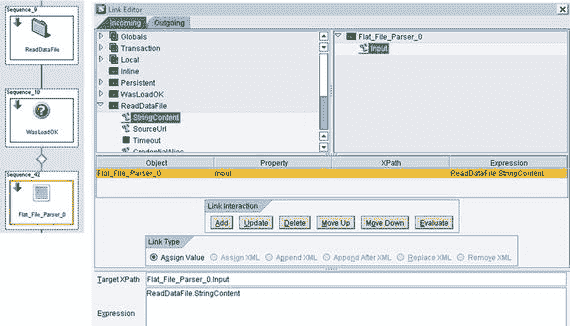 Sequence_9
ReadDataFile
Sequence_10
WasLoadOK
Sequence_42
Flat_File_Parser_0
Link Editor
Incoming Outgoing
Globals
Transaction
Local
Inline
Persistent
WasLoadOK
ReadDataFile
StringContent
SourceUrl
Timeout
CredentialAlias
Flat_File_Parser_0
Input
Object Property XPath Expression
Flat_File_Parser_0 Input ReadDataFile.StringContent
Link Interaction
Add Update Delete Move Up Move Down Evaluate
Link Type
Assign Value Assign XML Append XML Append After XML Replace XML Remove XML
Target XPath Flat_File_Parser_0.Input
ReadDataFile.StringContent
Expression